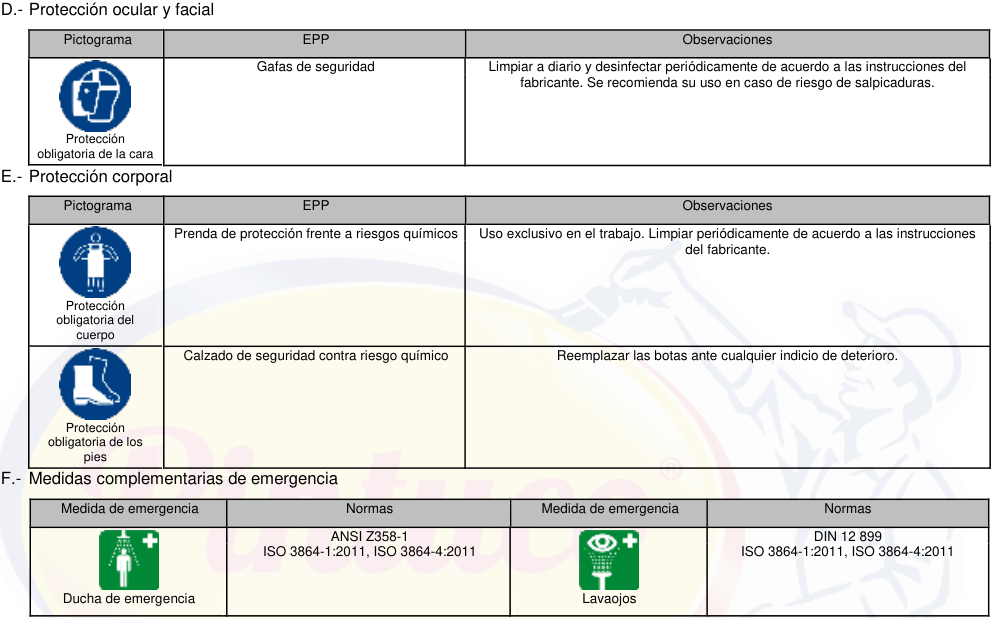 D.- Protección ocular y facial
Pictograma EPP Observaciones
Gafas de seguridad Limpiar a diario y desinfectar periódicamente de acuerdo a las instrucciones del
fabricante. Se recomienda su uso en caso de riesgo de salpicaduras.
Protección
obligatoria de la cara
E.- Protección corporal
Pictograma EPP Observaciones
Prenda de protección frente a riesgos químicos Uso exclusivo en el trabajo. Limpiar periódicamente de acuerdo a las instrucciones
del fabricante.
Protección
obligatoria del
cuerpo
Calzado de seguridad contra riesgo químico Reemplazar las botas ante cualquier indicio de deterioro.
Protección
obligatoria de los
pies
Pintuco®
F.- Medidas complementarias de emergencia
Medida de emergencia Normas Medida de emergencia Normas
ANSI Z358-1 DIN 12 899
ISO 3864-1:2011, ISO 3864-4:2011 ISO 3864-1:2011, ISO 3864-4:2011
Ducha de emergencia Lavaojos